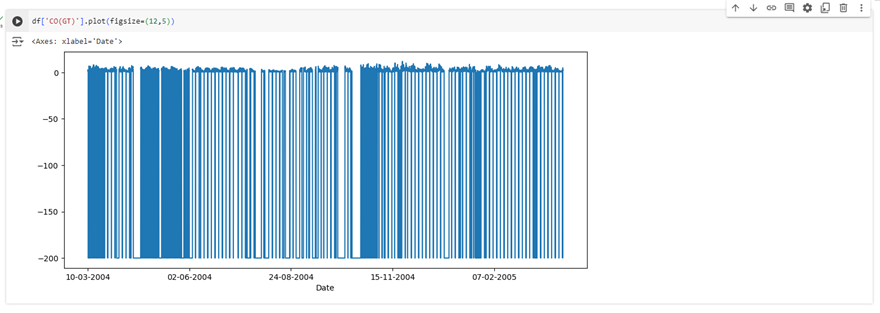 df['CO(GT)'].plot(figsize=(12,5))
<Axes: xlabel='Date'>
0
−50
−100
−150
−200
10-03-2004 02-06-2004 24-08-2004 15-11-2004 07-02-2005
Date